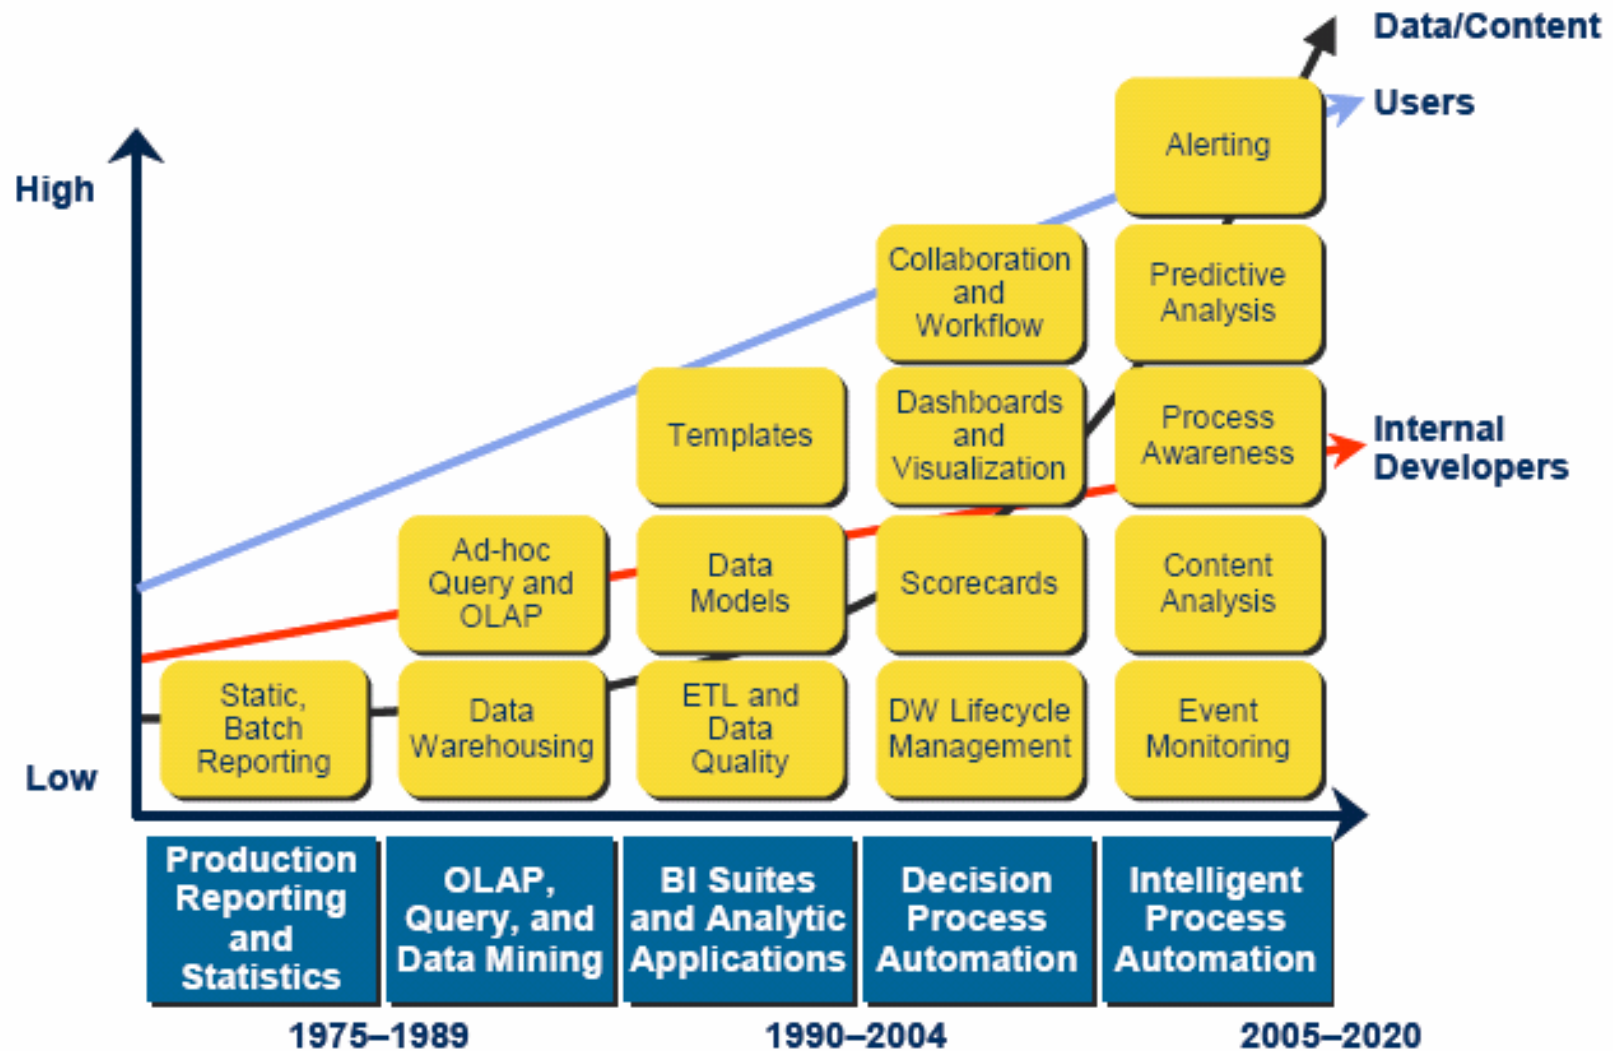 Data/Content
Users
High
Alerting
Collaboration
and
Workflow
Predictive
Analysis
Templates
Dashboards
and
Visualization
Process
Awareness
Internal
Developers
Ad-hoc
Query and
OLAP
Data
Models
Scorecards
Content
Analysis
Low
Static,
Batch
Reporting
Data
Warehousing
ETL and
Data
Quality
DW Lifecycle
Management
Event
Monitoring
Production
Reporting
and
Statistics
OLAP,
Query, and
Data Mining
BI Suites
and Analytic
Applications
Decision
Process
Automation
Intelligent
Process
Automation
1975–1989
1990–2004
2005–2020